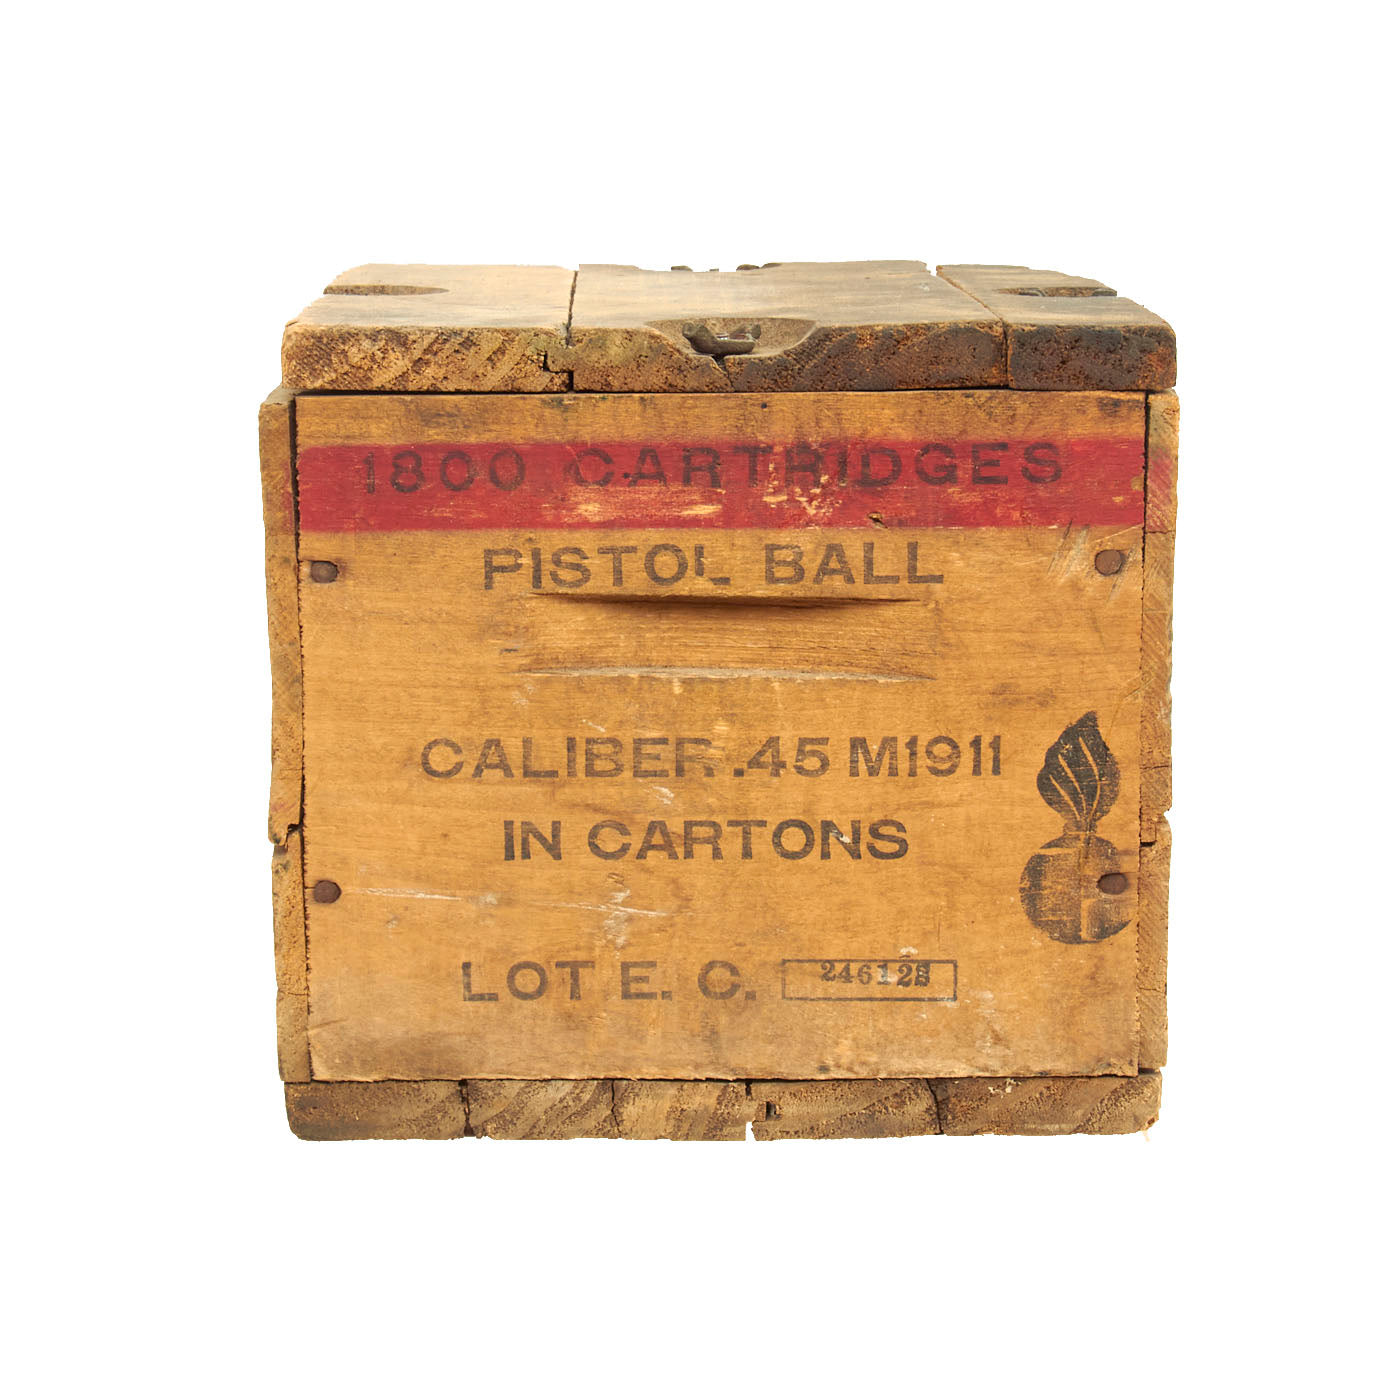 1800 CARTRIDGES
PISTOL BALL
CALIBER .45 M1911
IN CARTONS
LOT E. C. 246128